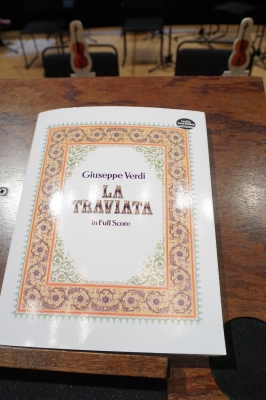 Giuseppe Verdi
LA
TRAVIATA
in Full Score